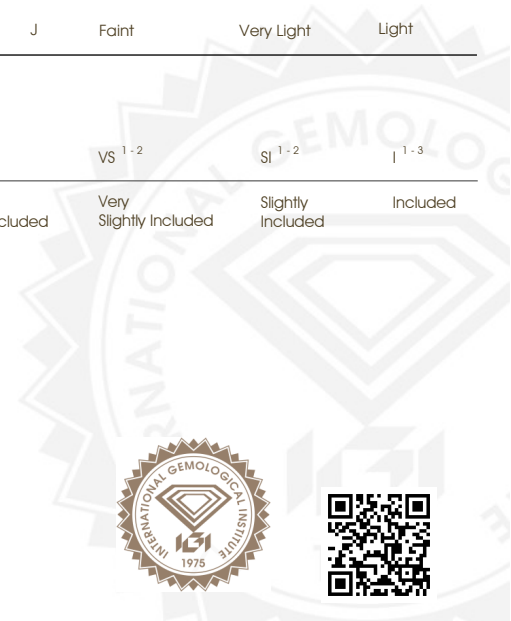 J Faint Very Light Light
VS 1 - 2 SI 1 - 2 I 1 - 3
Very Slightly Included
cluded Slightly Included Included
INTERNATIONAL GEMOLOGICAL INSTITUTE
IGI
1975